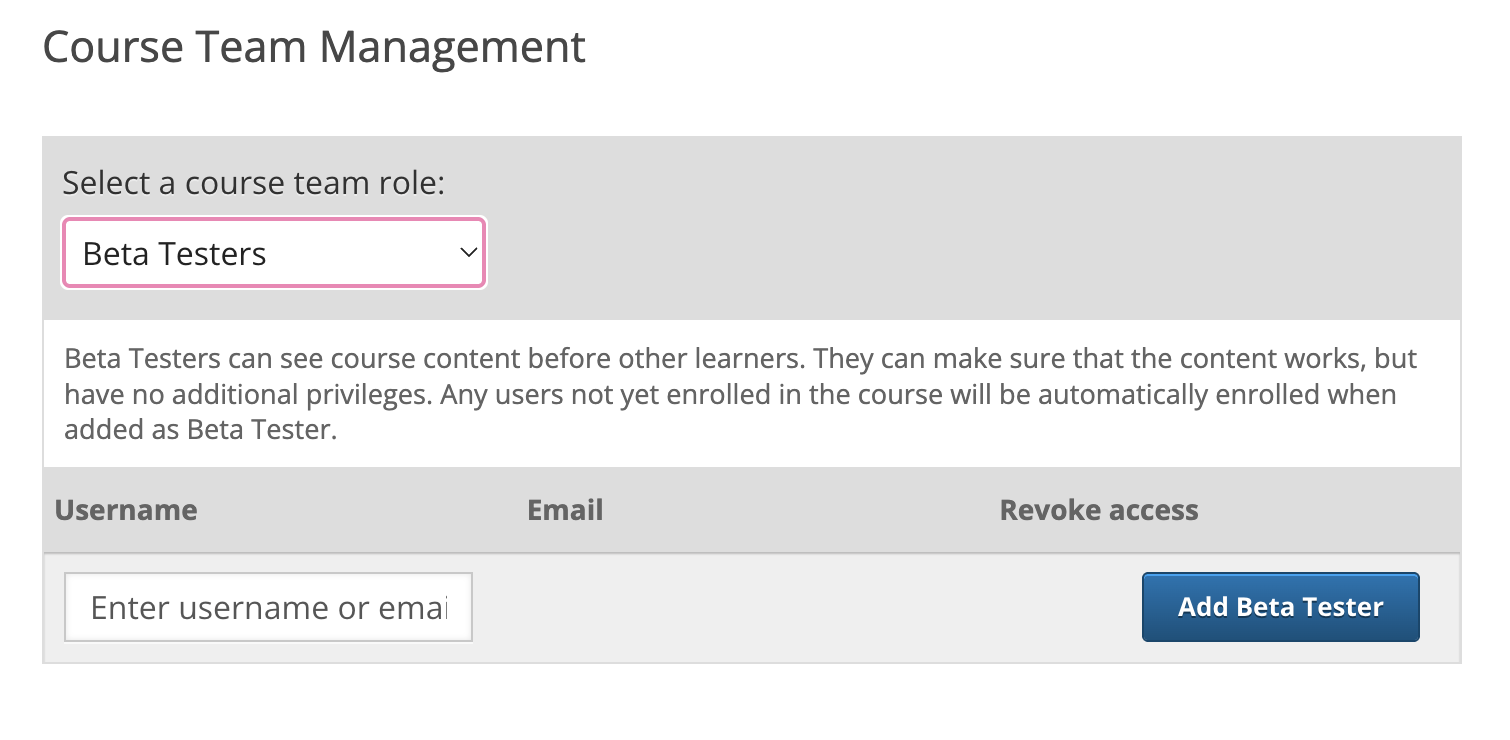 Course Team Management
Select a course team role:
Beta Testers
Beta Testers can see course content before other learners. They can make sure that the content works, but
have no additional privileges. Any users not yet enrolled in the course will be automatically enrolled when
added as Beta Tester.
Username Email Revoke access
Enter username or emai Add Beta Tester